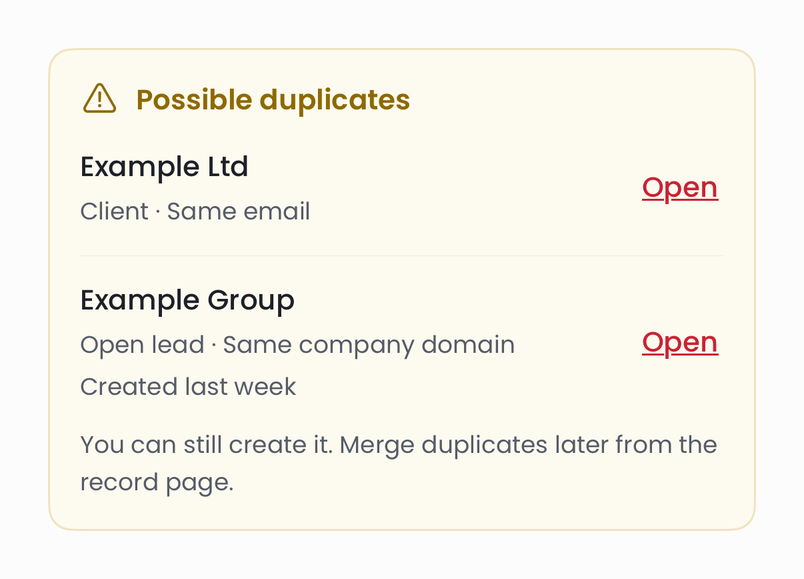 Possible duplicates
Example Ltd
Client · Same email
Open
Example Group
Open lead · Same company domain
Created last week
Open
You can still create it. Merge duplicates later from the
record page.